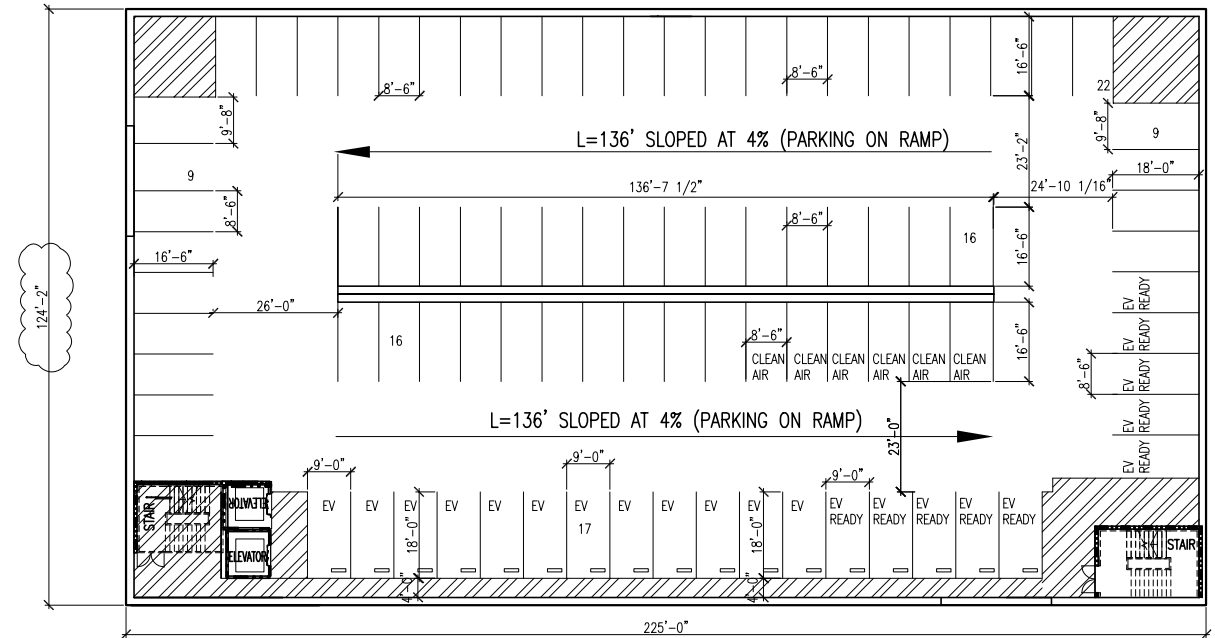 8'-6"
8'-6"
16'-6"
22
9'-8"
9'-8"
9
L=136' SLOPED AT 4% (PARKING ON RAMP)
23'-2"
9
18'-0"
136'-7 1/2"
24'-10 1/16"
8'-6"
8'-6"
16
16'-6"
16'-6"
124'-2"
26'-0"
EV READY
16
8'-6"
16'-6"
EV READY
CLEAN AIR
CLEAN AIR
CLEAN AIR
CLEAN AIR
CLEAN AIR
CLEAN AIR
8'-6"
EV READY
L=136' SLOPED AT 4% (PARKING ON RAMP)
23'-0"
EV READY
EV READY
9'-0"
9'-0"
9'-0"
STAIR
ELEVATOR
ELEVATOR
EV
EV
EV
EV
EV
EV
EV
EV
EV
EV
EV
EV
EV READY
EV READY
EV READY
EV READY
EV READY
17
18'-0"
18'-0"
STAIR
4'-0"
4'-0"
225'-0"